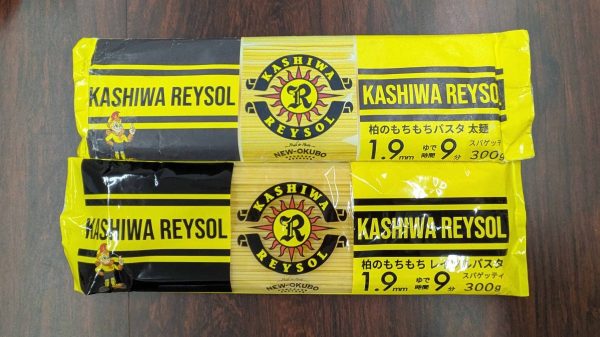 KASHIWA REYSOL
KASHIWA
R
REYSOL
NEW-OKUBO
KASHIWA REYSO
柏のもちもちパスタ 太麺
1.9mm ゆで時間 9分 スパゲッティ 300g
KASHIWA REYSOL
KASHIWA
R
REYSOL
NEW-OKUBO
KASHIWA REYSOL
柏のもちもち レイソルパスタ
1.9mm ゆで時間 9分 スパゲッティ 300g